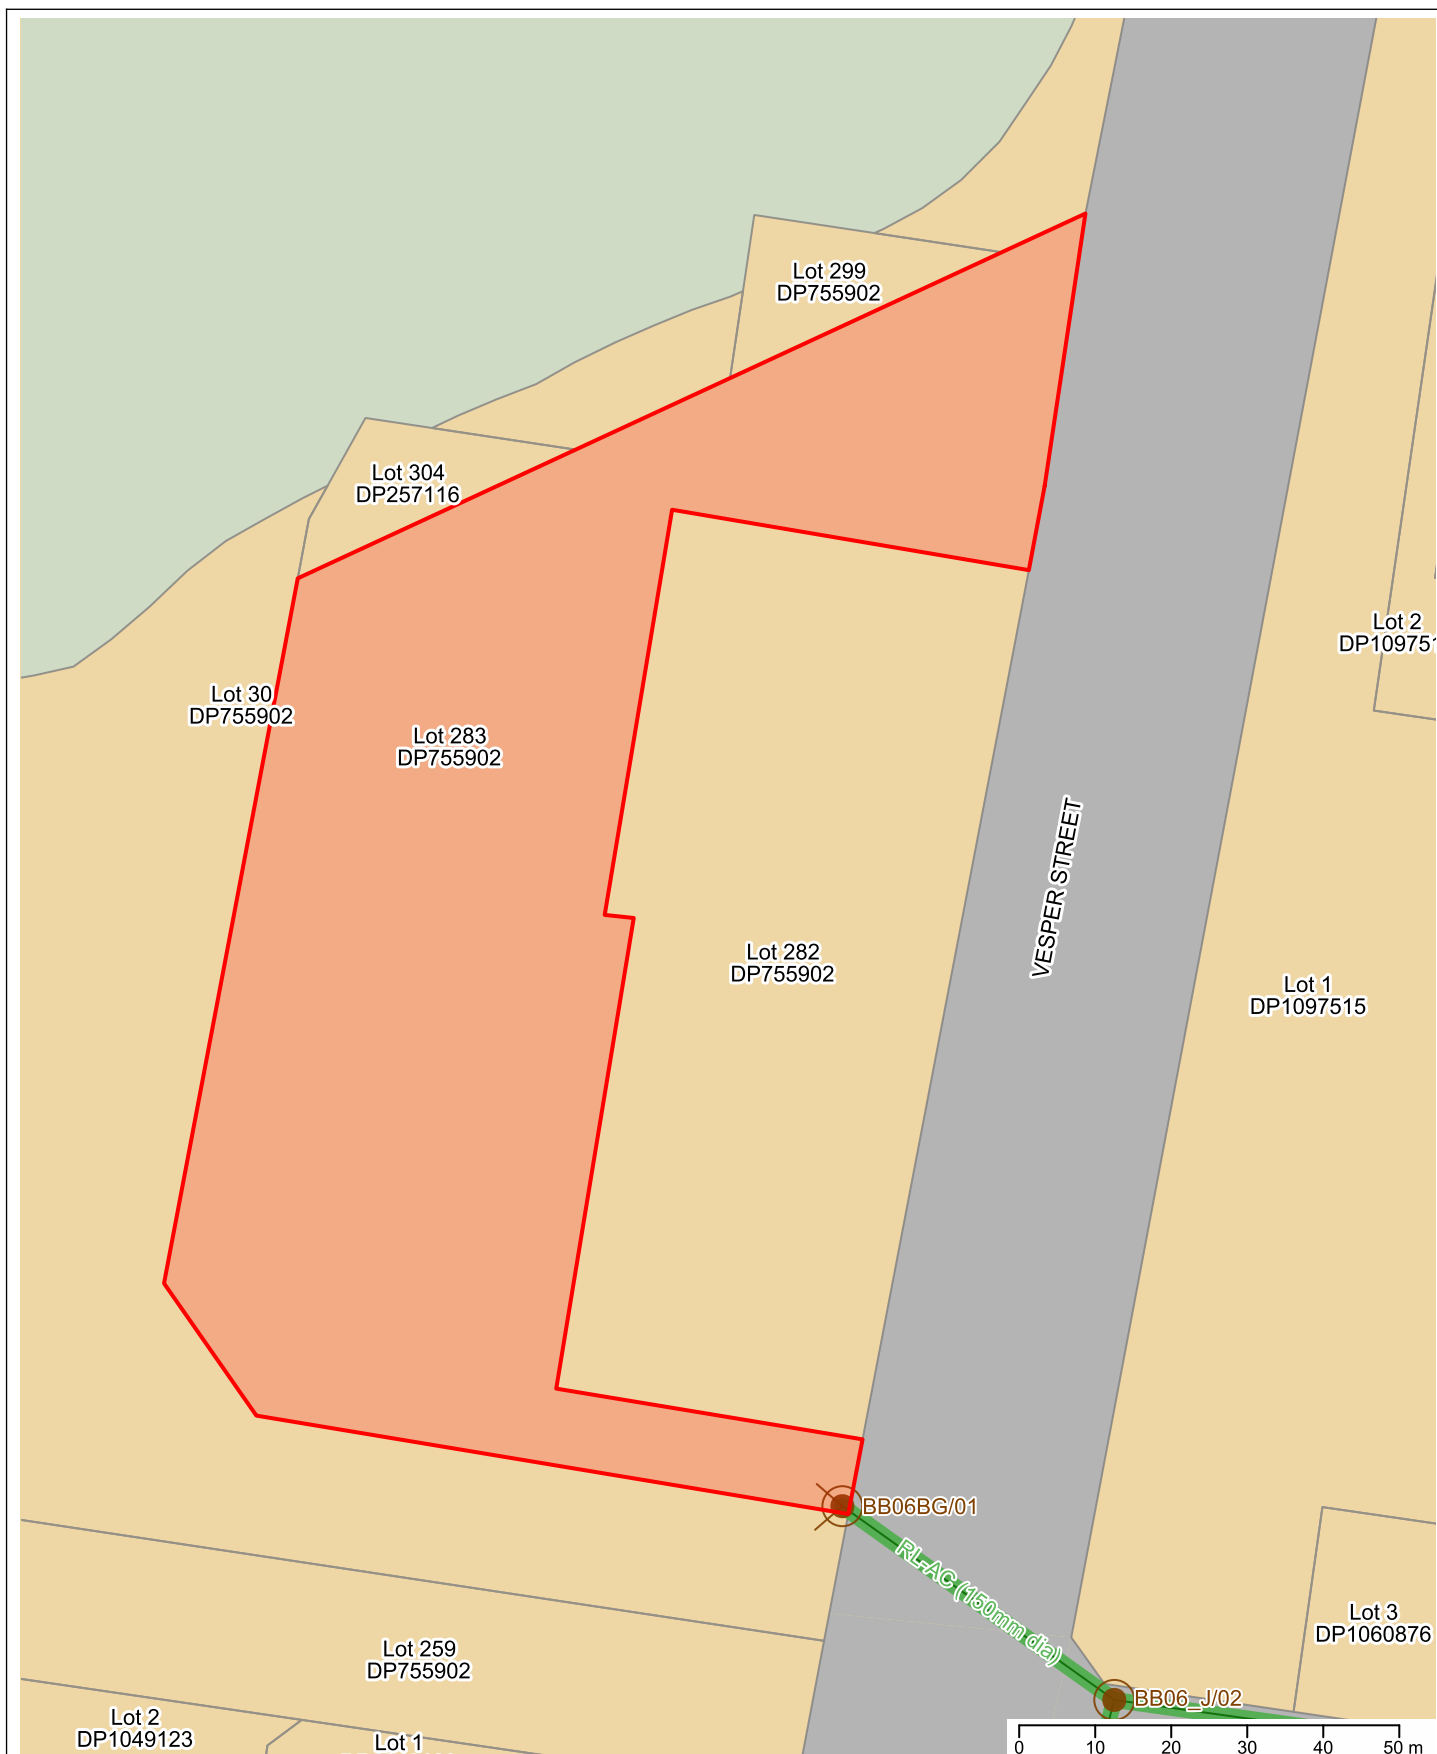 Lot 299
DP755902
Lot 304
DP257116
Lot 2
DP109751
Lot 30
DP755902
Lot 283
DP755902
VESPER STREET
Lot 282
DP755902
Lot 1
DP1097515
BB06BG/01
RL-AC (150mm dia)
Lot 3
DP1060876
Lot 259
DP755902
BB06_J/02
Lot 2
DP1049123
Lot 1
0 10 20 30 40 50 m